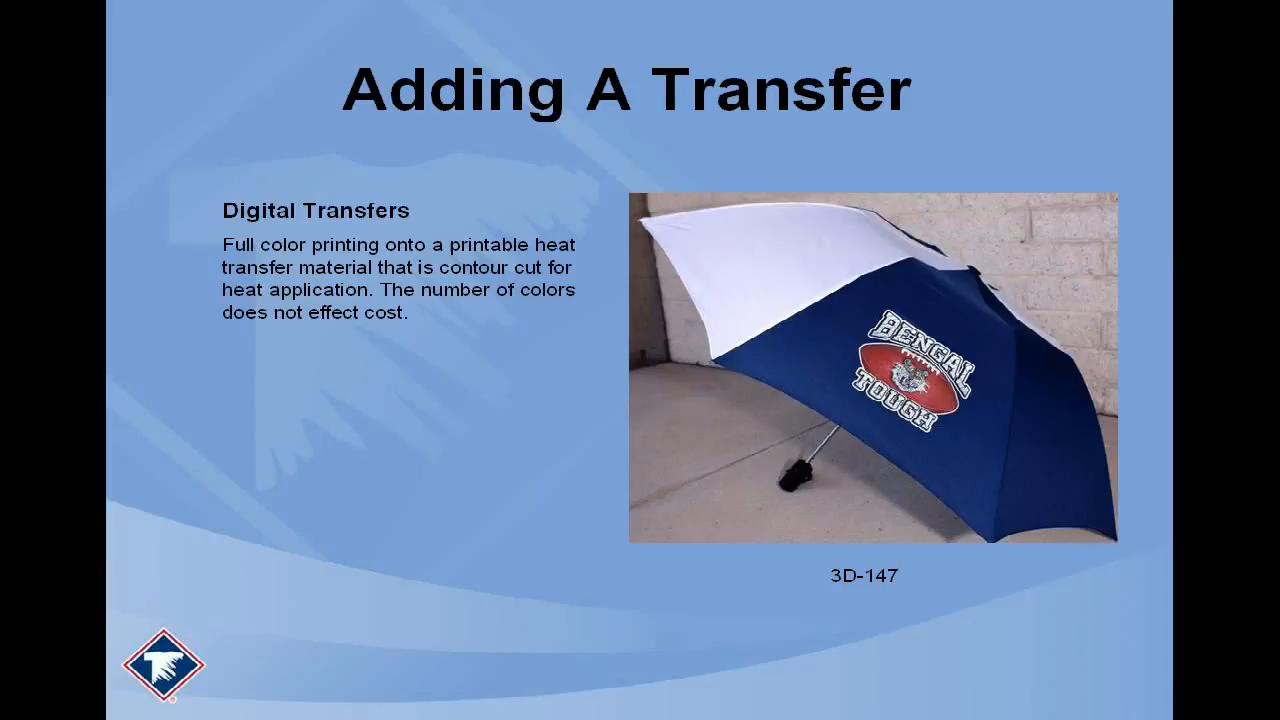 Adding A Transfer
Digital Transfers
Full color printing onto a printable heat
transfer material that is contour cut for
heat application. The number of colors
does not effect cost.
BENGAL
TOUGH
3D-147
T
®